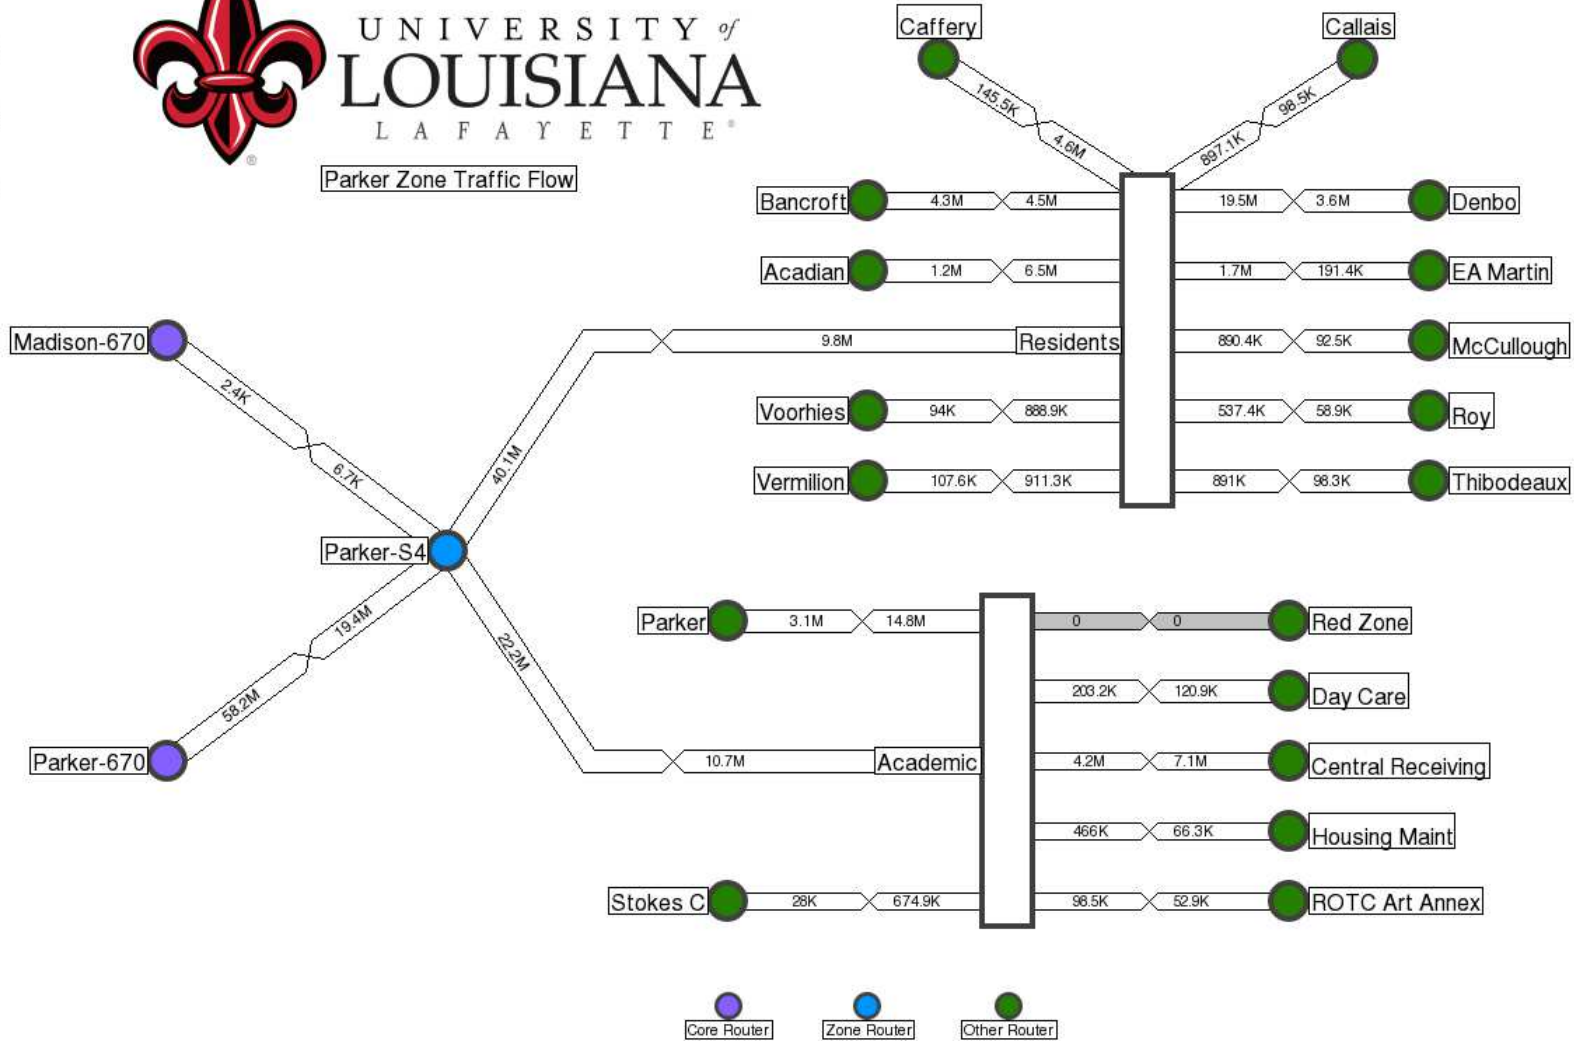 UNIVERSITY of
LOUISIANA
LAFAYETTE®
®
Parker Zone Traffic Flow
Caffery
Callais
145.5K
4.6M
98.5K
897.1K
Bancroft
4.3M
4.5M
19.5M
3.6M
Denbo
Acadian
1.2M
6.5M
1.7M
191.4K
EA Martin
Madison-670
9.8M
Residents
890.4K
92.5K
McCullough
2.4K
6.7K
40.1M
Voorhies
94K
888.9K
537.4K
58.9K
Roy
Vermilion
107.6K
911.3K
891K
98.3K
Thibodeaux
Parker-S4
19.4M
58.2M
22.2M
Parker
3.1M
14.8M
0
0
Red Zone
203.2K
120.9K
Day Care
Parker-670
10.7M
Academic
4.2M
7.1M
Central Receiving
466K
66.3K
Housing Maint
Stokes C
28K
674.9K
98.5K
52.9K
ROTC Art Annex
Core Router
Zone Router
Other Router